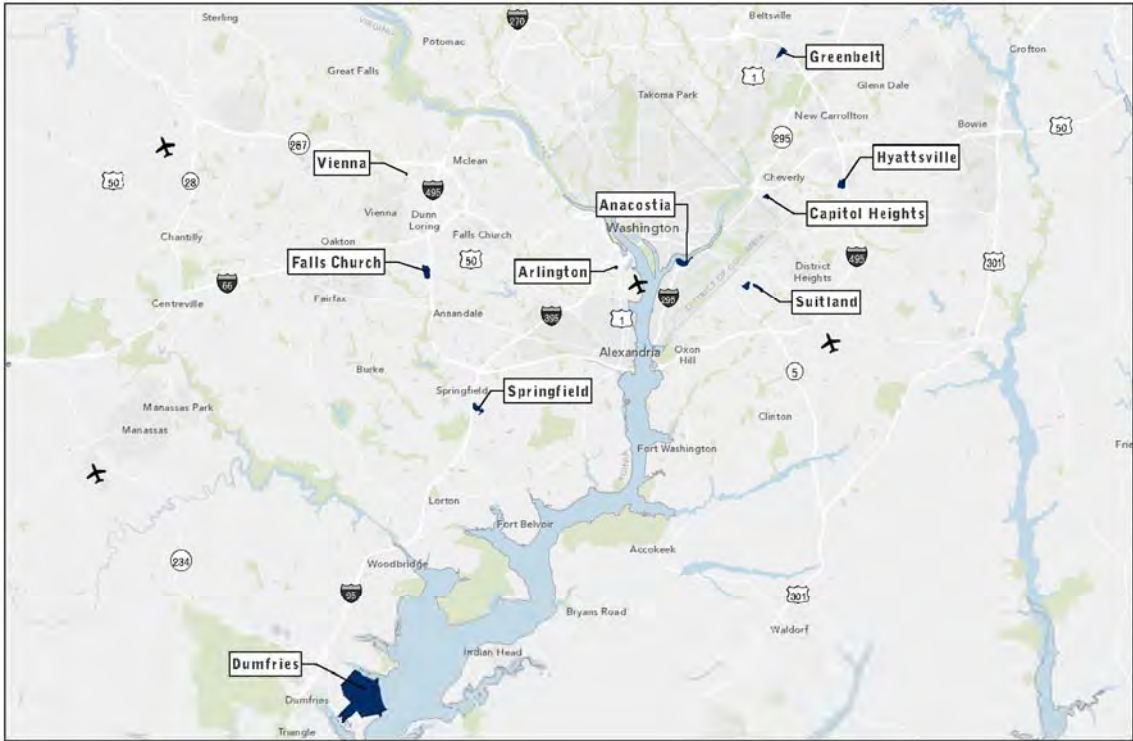 Sterling
270
Beltsville
Crofton
VIRGINIA
Potomac
Greenbelt
Great Falls
1
Glenn Dale
Takoma Park
New Carrollton
295
Bowie
50
267
Vienna
Mclean
Hyattsville
50
28
495
Cheverly
Anacostia
Capitol Heights
Vienna
Dunn
Loring
Washington
Chantilly
Oakton
Falls Church
DISTRICT OF COLUMBIA
495
Falls Church
50
Arlington
District
Heights
301
66
Suitland
Centreville
Fairfax
Annandale
395
1
295
Alexandria
Oxon
Hill
Burke
5
Springfield
Springfield
Manassas Park
Clinton
Manassas
Fort Washington
Lorton
Fort Belvoir
Accokeek
234
Woodbridge
95
301
Bryans Road
Waldorf
Indian Head
Dumfries
Dumfries
Triangle